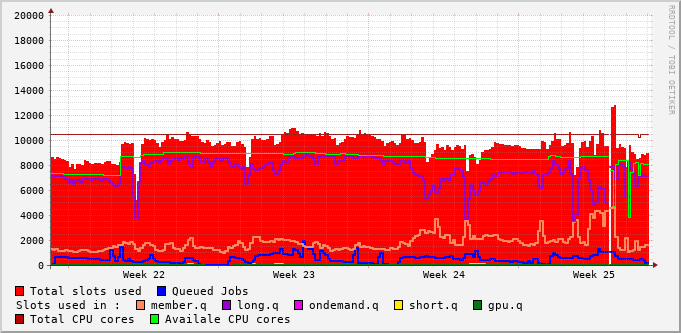 20000
18000
16000
14000
12000
10000
8000
6000
4000
2000
0
Week 22 Week 23 Week 24 Week 25
Total slots used Queued Jobs
Slots used in : member.q long.q ondemand.q short.q gpu.q
Total CPU cores Availale CPU cores
RRDTOOL / TOBI OETIKER